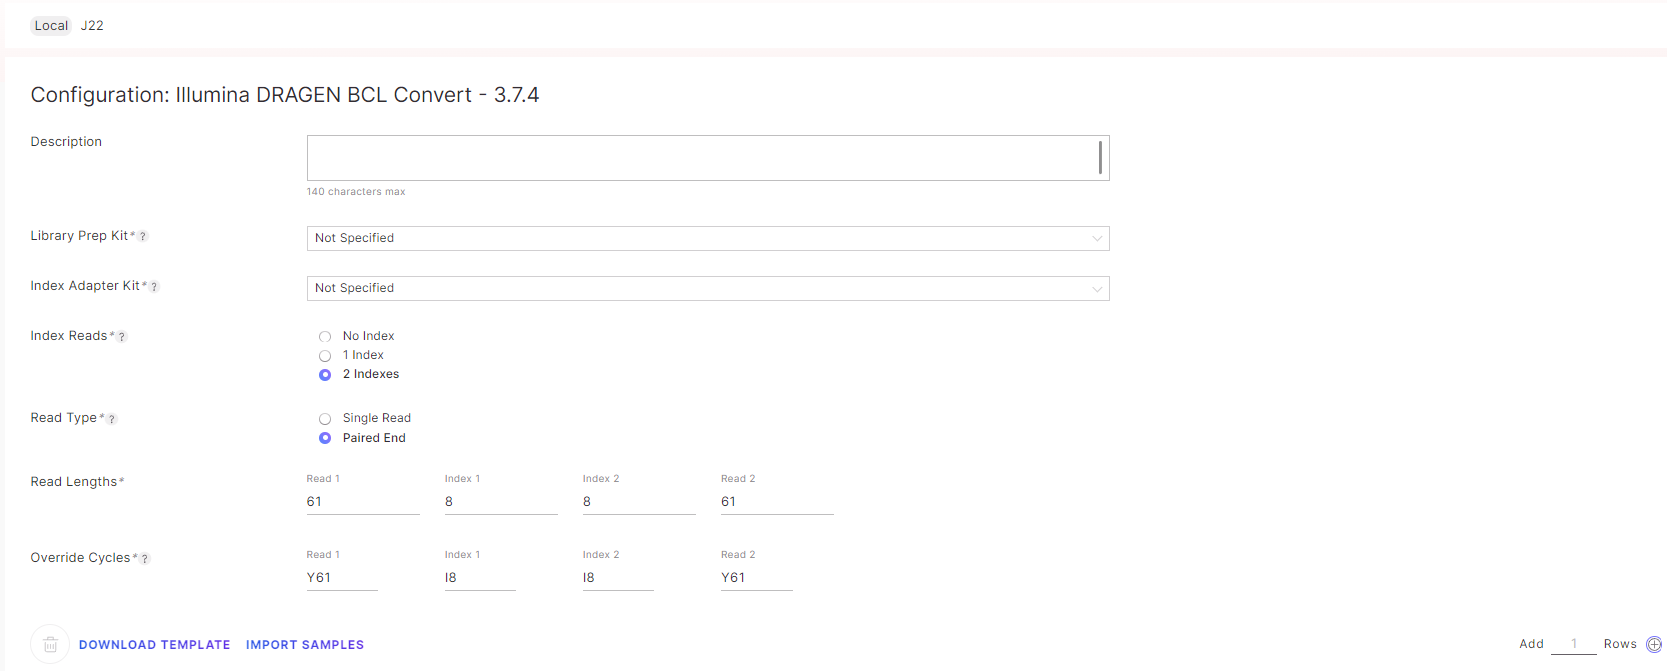 Local J22
Configuration: Illumina DRAGEN BCL Convert - 3.7.4
Description
140 characters max
Library Prep Kit* ?
Not Specified
Index Adapter Kit* ?
Not Specified
Index Reads* ?
No Index
1 Index
2 Indexes
Read Type* ?
Single Read
Paired End
Read Lengths*
Read 1 Index 1 Index 2 Read 2
61 8 8 61
Override Cycles* ?
Read 1 Index 1 Index 2 Read 2
Y61 I8 I8 Y61
DOWNLOAD TEMPLATE IMPORT SAMPLES Add 1 Rows